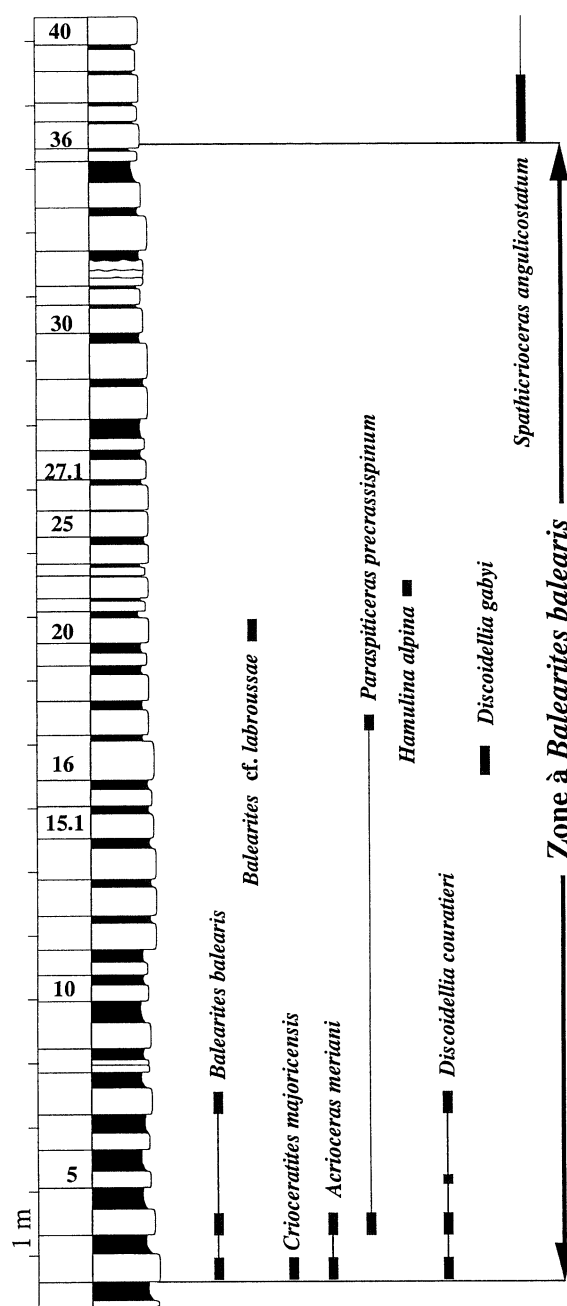 40
36
30
27.1
25
20
16
15.1
10
5
1 m
Balearites balearis
Balearites cf. labroussae
Crioceratites majoricensis
Acrioceras meriani
Paraspiticeras precrassispinum
Hamulina alpina
Discoidellia couratieri
Discoidellia gabyi
Spathicrioceras angulicostatum
Zone à Balearites balearis